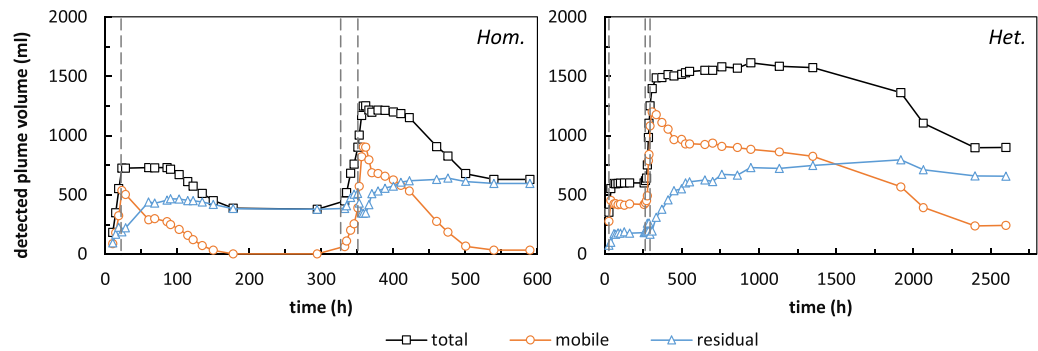 detected plume volume (ml)
2000
1500
1000
500
0
Hom.
0 100 200 300 400 500 600
time (h)
2000
1500
1000
500
0
Het.
0 500 1000 1500 2000 2500
time (h)
total mobile residual